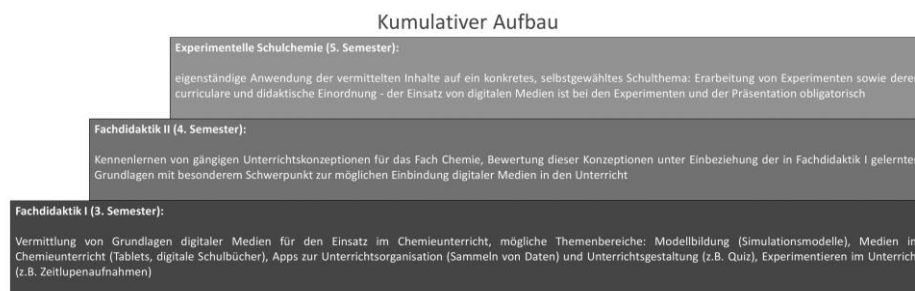 Kumulativer Aufbau
Experimentelle Schulchemie (5. Semester):
eigenständige Anwendung der vermittelten Inhalte auf ein konkretes, selbstgewähltes Schulthema: Erarbeitung von Experimenten sowie deren
curriculare und didaktische Einordnung - der Einsatz von digitalen Medien ist bei den Experimenten und der Präsentation obligatorisch
Fachdidaktik II (4. Semester):
Kennenlernen von gängigen Unterrichtskonzeptionen für das Fach Chemie, Bewertung dieser Konzeptionen unter Einbeziehung der in Fachdidaktik I gelernten
Grundlagen mit besonderem Schwerpunkt zur möglichen Einbindung digitaler Medien in den Unterricht
Fachdidaktik I (3. Semester):
Vermittlung von Grundlagen digitaler Medien für den Einsatz im Chemieunterricht, mögliche Themenbereiche: Modellbildung (Simulationsmodelle), Medien im
Chemieunterricht (Tablets, digitale Schulbücher), Apps zur Unterrichtsorganisation (Sammeln von Daten) und Unterrichtsgestaltung (z.B. Quiz), Experimentieren im Unterricht
(z.B. Zeitlupenaufnahmen)